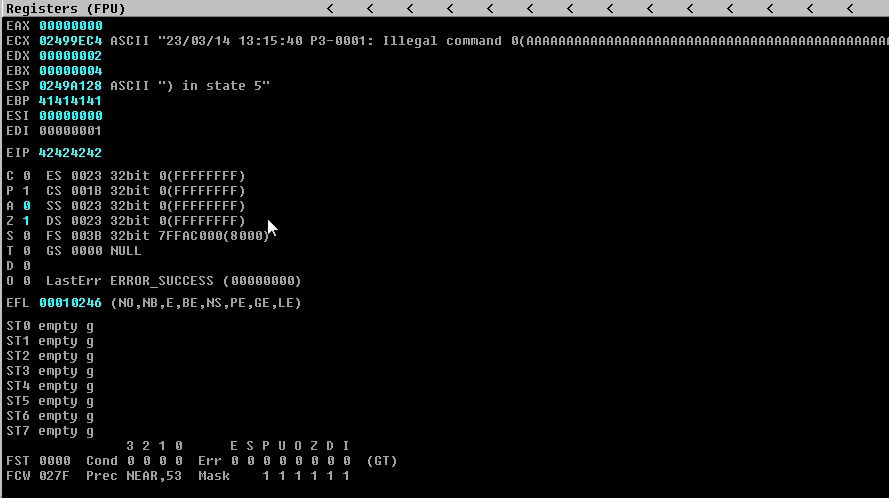 Registers (FPU) < < < < < < < < < < < < < <
EAX 00000000
ECX 02499EC4 ASCII "23/03/14 13:15:40 P3-0001: Illegal command 0(AAAAAAAAAAAAAAAAAAAAAAAAAAAAAAAAAAAAAAAAAAAAAA
EDX 00000002
EBX 00000004
ESP 0249A128 ASCII ") in state 5"
EBP 41414141
ESI 00000000
EDI 00000001
EIP 42424242
C 0 ES 0023 32bit 0(FFFFFFFF)
P 1 CS 001B 32bit 0(FFFFFFFF)
A 0 SS 0023 32bit 0(FFFFFFFF)
Z 1 DS 0023 32bit 0(FFFFFFFF)
S 0 FS 003B 32bit 7FFAC000(8000)
T 0 GS 0000 NULL
D 0
O 0 LastErr ERROR_SUCCESS (00000000)
EFL 00010246 (NO,NB,E,BE,NS,PE,GE,LE)
ST0 empty g
ST1 empty g
ST2 empty g
ST3 empty g
ST4 empty g
ST5 empty g
ST6 empty g
ST7 empty g
3 2 1 0 E S P U O Z D I
FST 0000 Cond 0 0 0 0 Err 0 0 0 0 0 0 0 0 (GT)
FCW 027F Prec NEAR,53 Mask 1 1 1 1 1 1